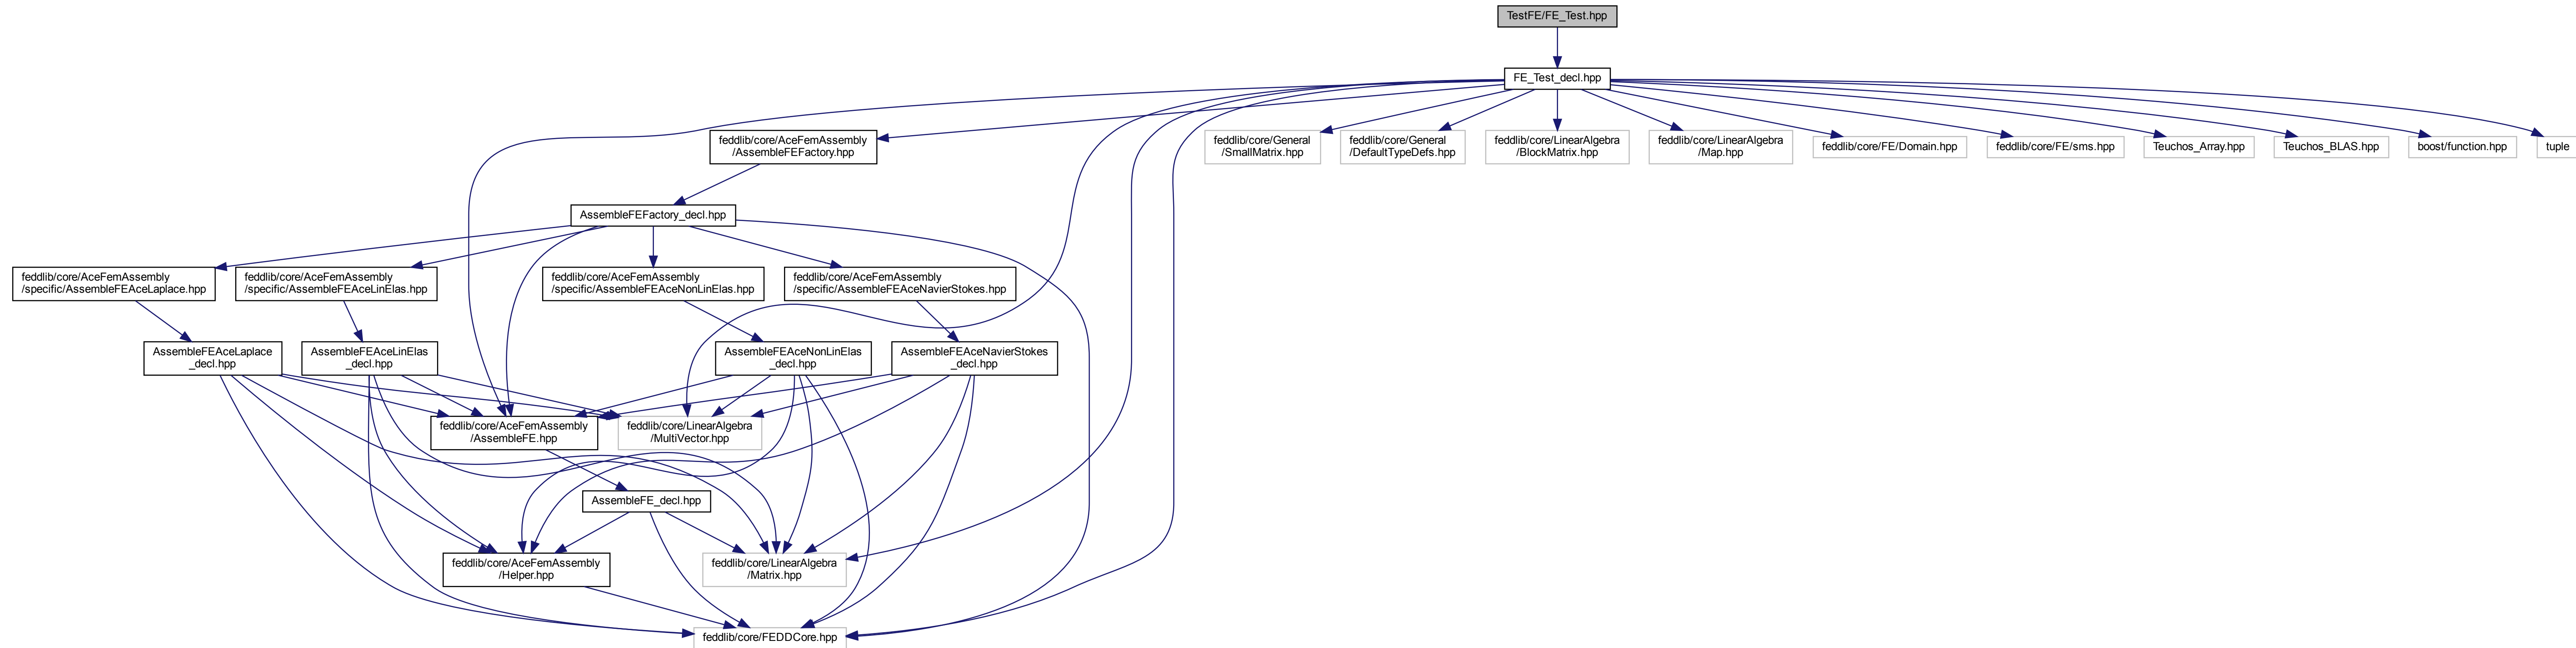 TestFE/FE_Test.hpp
FE_Test_decl.hpp
feddlib/core/AceFemAssembly
/AssembleFEFactory.hpp
feddlib/core/General
/SmallMatrix.hpp
feddlib/core/General
/DefaultTypeDefs.hpp
feddlib/core/LinearAlgebra
/BlockMatrix.hpp
feddlib/core/LinearAlgebra
/Map.hpp
feddlib/core/FE/Domain.hpp
feddlib/core/FE/sms.hpp
Teuchos_Array.hpp
Teuchos_BLAS.hpp
boost/function.hpp
tuple
AssembleFEFactory_decl.hpp
feddlib/core/AceFemAssembly
/specific/AssembleFEAceLaplace.hpp
feddlib/core/AceFemAssembly
/specific/AssembleFEAceLinElas.hpp
feddlib/core/AceFemAssembly
/specific/AssembleFEAceNonLinElas.hpp
feddlib/core/AceFemAssembly
/specific/AssembleFEAceNavierStokes.hpp
AssembleFEAceLaplace
_decl.hpp
AssembleFEAceLinElas
_decl.hpp
AssembleFEAceNonLinElas
_decl.hpp
AssembleFEAceNavierStokes
_decl.hpp
feddlib/core/AceFemAssembly
/AssembleFE.hpp
feddlib/core/LinearAlgebra
/MultiVector.hpp
AssembleFE_decl.hpp
feddlib/core/AceFemAssembly
/Helper.hpp
feddlib/core/LinearAlgebra
/Matrix.hpp
feddlib/core/FEDDCore.hpp